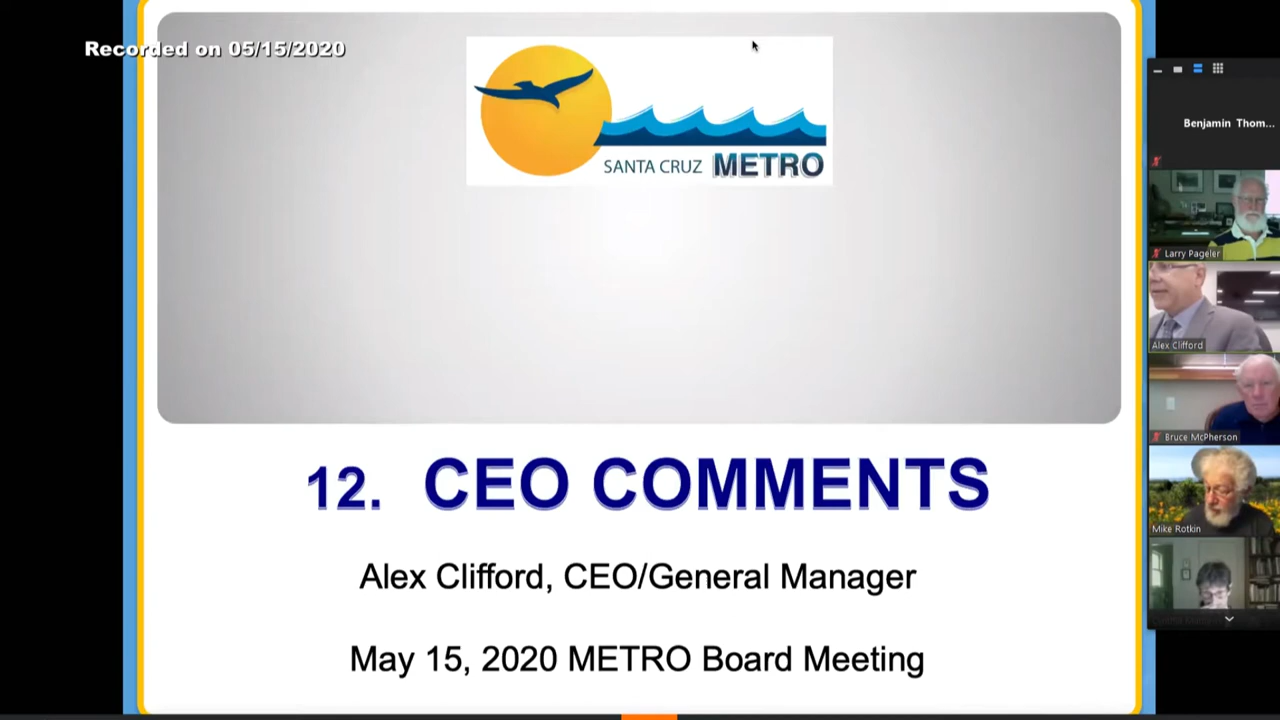 Recorded on 05/15/2020
SANTA CRUZ METRO
12. CEO COMMENTS
Alex Clifford, CEO/General Manager
May 15, 2020 METRO Board Meeting
Benjamin Thom...
Larry Pageler
Alex Clifford
Bruce McPherson
Mike Rotkin